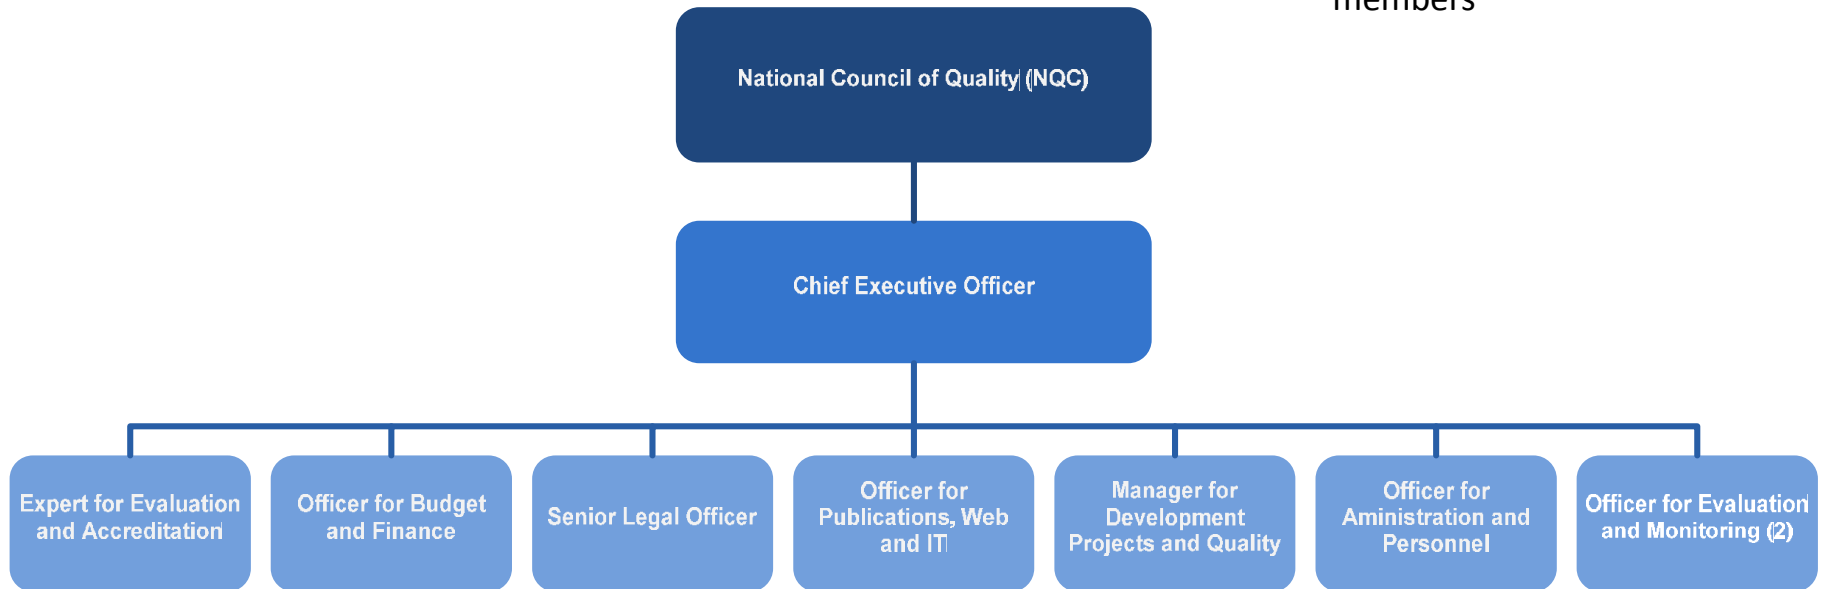 members
National Council of Quality (NQC)
Chief Executive Officer
Expert for Evaluation
and Accreditation
Officer for Budget
and Finance
Senior Legal Officer
Officer for
Publications, Web
and IT
Manager for
Development
Projects and Quality
Officer for
Aministration and
Personnel
Officer for Evaluation
and Monitoring (2)